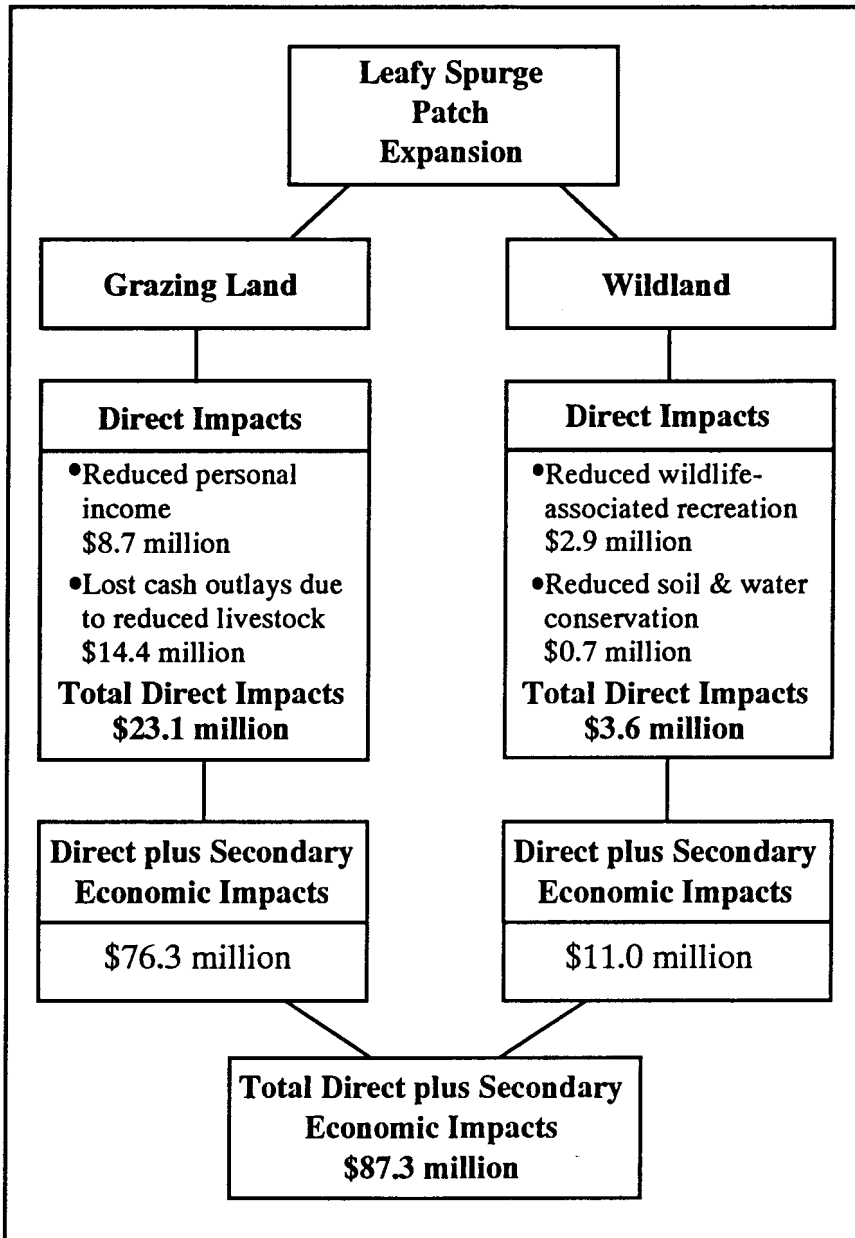 Leafy Spurge
Patch
Expansion
Grazing Land
Wildland
Direct Impacts
•Reduced personal
income
$8.7 million
•Lost cash outlays due
to reduced livestock
$14.4 million
Total Direct Impacts
$23.1 million
Direct Impacts
•Reduced wildlife-
associated recreation
$2.9 million
•Reduced soil & water
conservation
$0.7 million
Total Direct Impacts
$3.6 million
Direct plus Secondary
Economic Impacts
$76.3 million
Direct plus Secondary
Economic Impacts
$11.0 million
Total Direct plus Secondary
Economic Impacts
$87.3 million